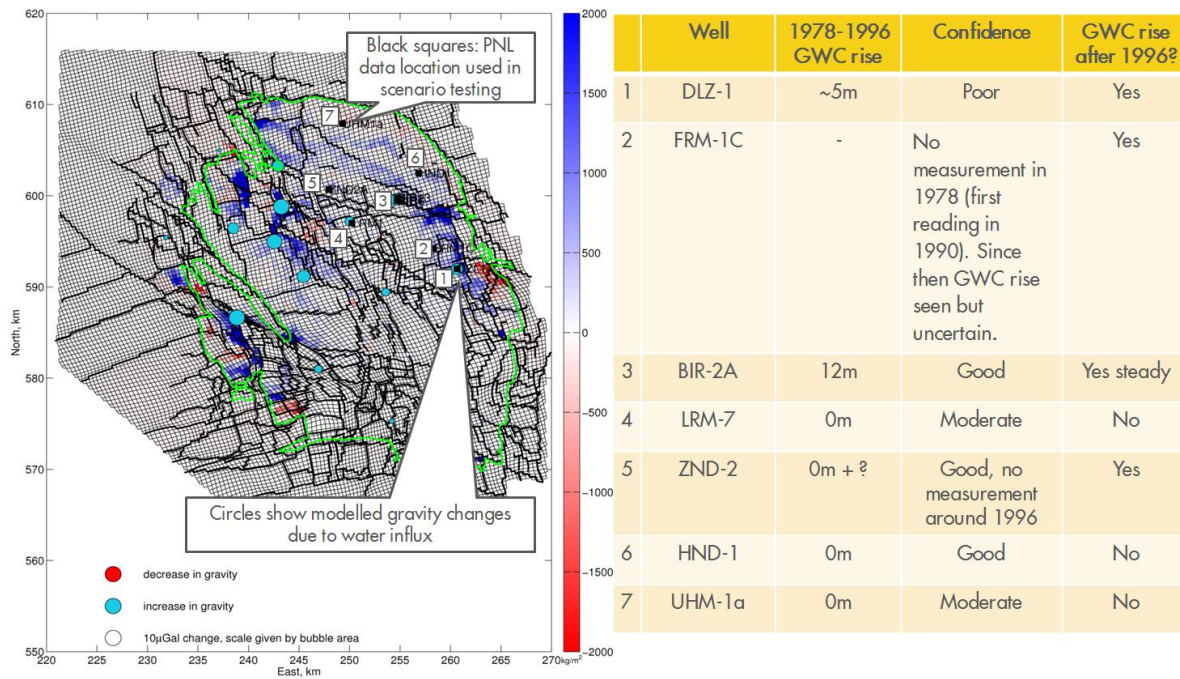 620
610
600
590
580
570
560
550
North, km
220
225
230
235
240
245
250
255
260
265
270
East, km
2000
1500
1000
500
0
−500
−1000
−1500
−2000
kg/m²
Black squares: PNL
data location used in
scenario testing
7
6
5
3
4
2
1
Circles show modelled gravity changes
due to water influx
decrease in gravity
increase in gravity
10μGal change, scale given by bubble area
Well 1978-1996 GWC rise Confidence GWC rise after 1996?
1 DLZ-1 ~5m Poor Yes
2 FRM-1C - No Yes
measurement
in 1978 (first
reading in
1990). Since
then GWC rise
seen but
uncertain.
3 BIR-2A 12m Good Yes steady
4 LRM-7 0m Moderate No
5 ZND-2 0m + ? Good, no Yes
measurement
around 1996
6 HND-1 0m Good No
7 UHM-1a 0m Moderate No